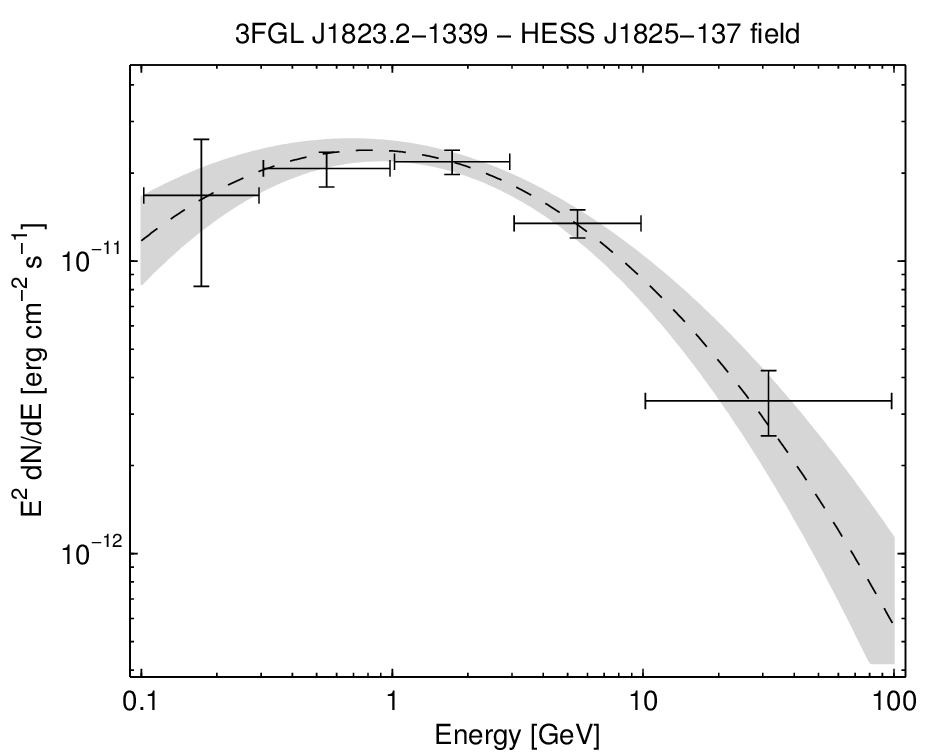 3FGL J1823.2−1339 − HESS J1825−137 field
E² dN/dE [erg cm⁻² s⁻¹]
10⁻¹¹
10⁻¹²
0.1 1 10 100
Energy [GeV]